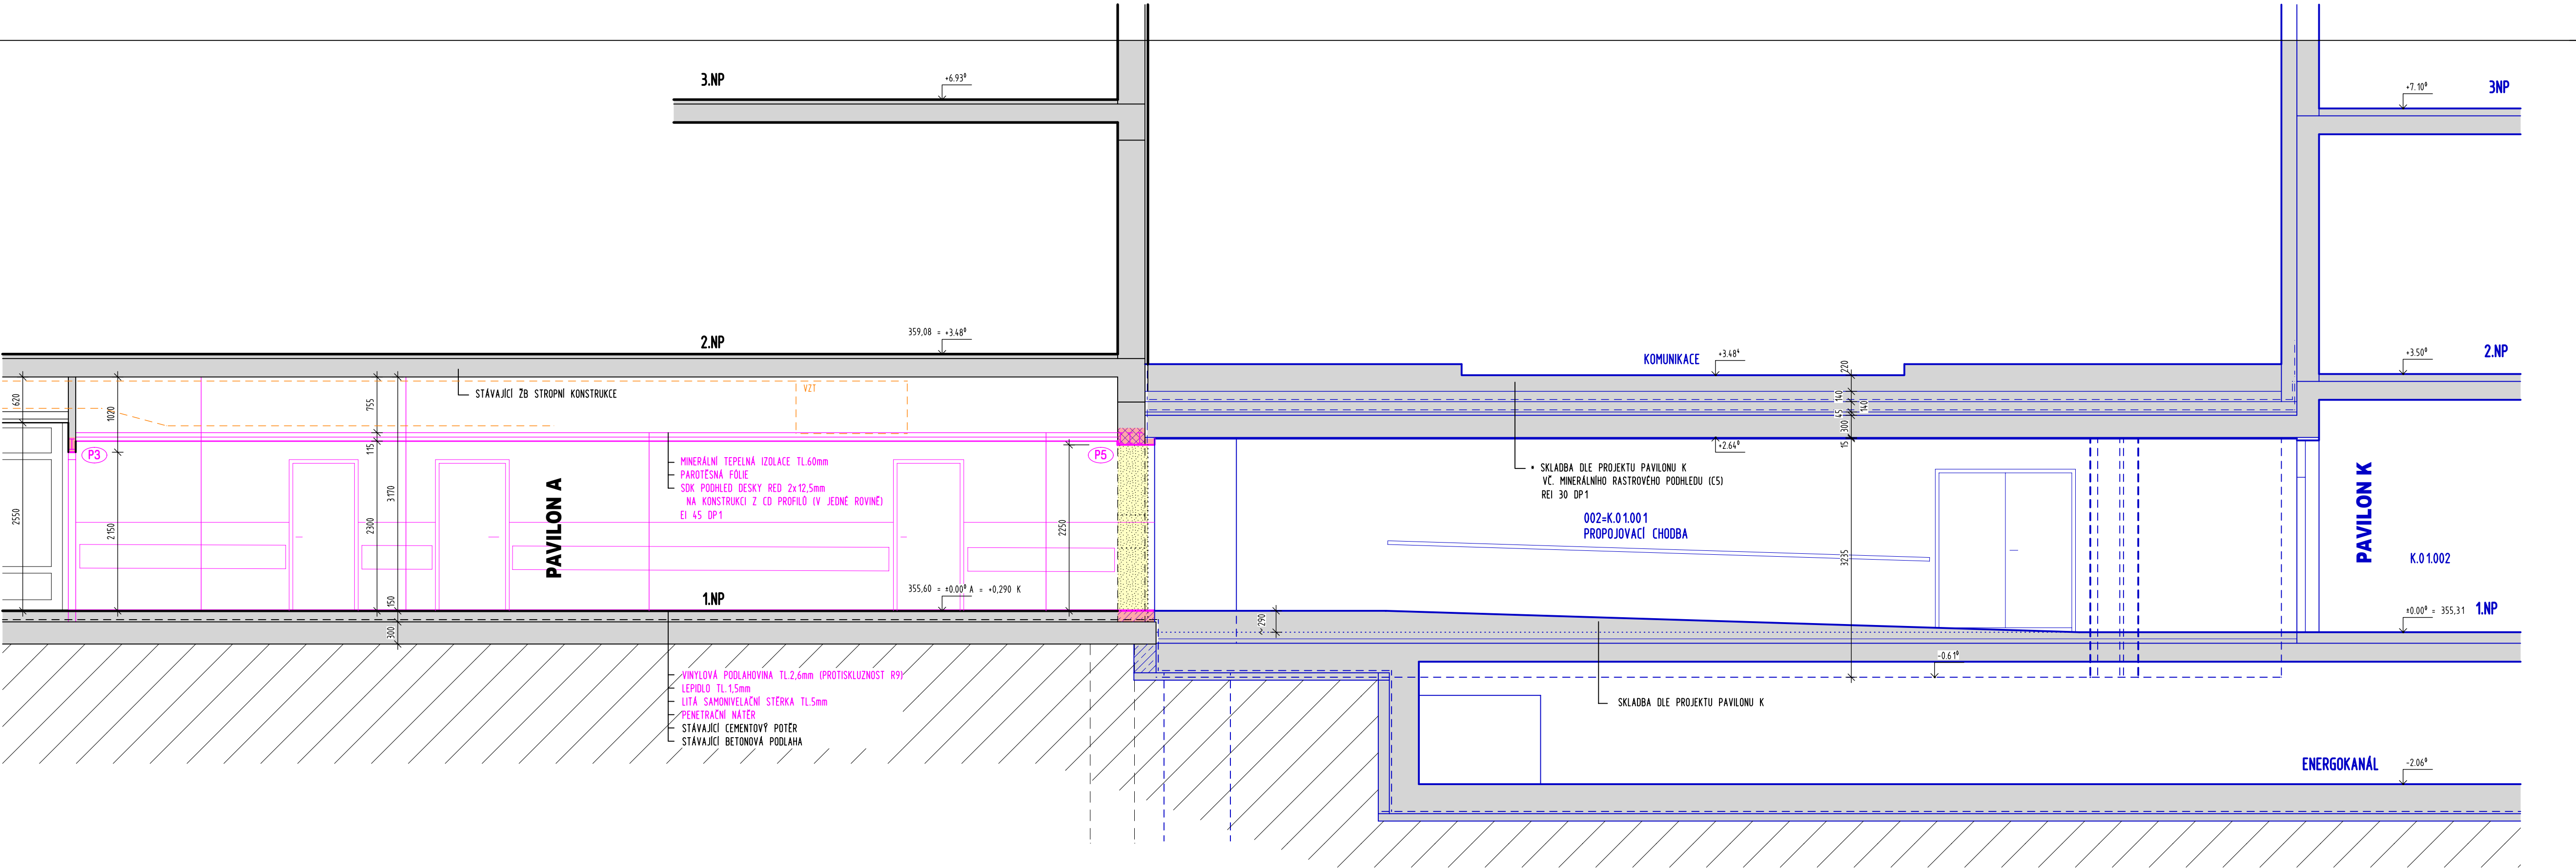 3.NP
+6.93⁰
+7.10⁰
3NP
359,08 = +3.48⁰
2.NP
KOMUNIKACE
+3.48⁴
+3.50⁰
2.NP
STÁVAJÍCÍ ŽB STROPNÍ KONSTRUKCE
VZT
620
1020
755
115
3170
2300
2550
2150
150
300
P3
PAVILON A
MINERÁLNÍ TEPELNÁ IZOLACE TL.60mm
PAROTĚSNÁ FÓLIE
SDK PODHLED DESKY RED 2x12,5mm
NA KONSTRUKCI Z CD PROFILŮ (V JEDNÉ ROVINĚ)
EI 45 DP1
P5
2250
220
140
140
45
300
15
3235
+2.64⁰
* SKLADBA DLE PROJEKTU PAVILONU K
VČ. MINERÁLNÍHO RASTROVÉHO PODHLEDU (C5)
REI 30 DP1
002=K.01.001
PROPOJOVACÍ CHODBA
PAVILON K
K.01.002
1.NP
355,60 = ±0.00⁰ A = +0,290 K
~290
±0.00⁰ = 355,31
1.NP
-0.61⁰
VINYLOVÁ PODLAHOVINA TL.2,6mm (PROTISKLUZNOST R9)
LEPIDLO TL.1,5mm
LITÁ SAMONIVELAČNÍ STĚRKA TL.5mm
PENETRAČNÍ NÁTĚR
STÁVAJÍCÍ CEMENTOVÝ POTĚR
STÁVAJÍCÍ BETONOVÁ PODLAHA
SKLADBA DLE PROJEKTU PAVILONU K
ENERGOKANÁL
-2.06⁰